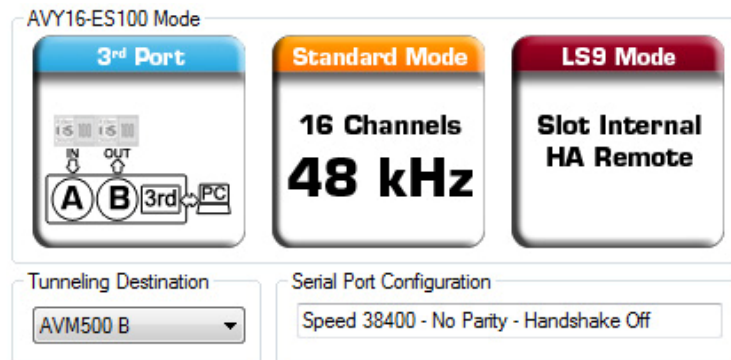 AVY16-ES100 Mode
3rd Port
IN OUT
A B 3rd PC
Standard Mode
16 Channels
48 kHz
LS9 Mode
Slot Internal
HA Remote
Tunneling Destination
AVM500 B
Serial Port Configuration
Speed 38400 - No Parity - Handshake Off